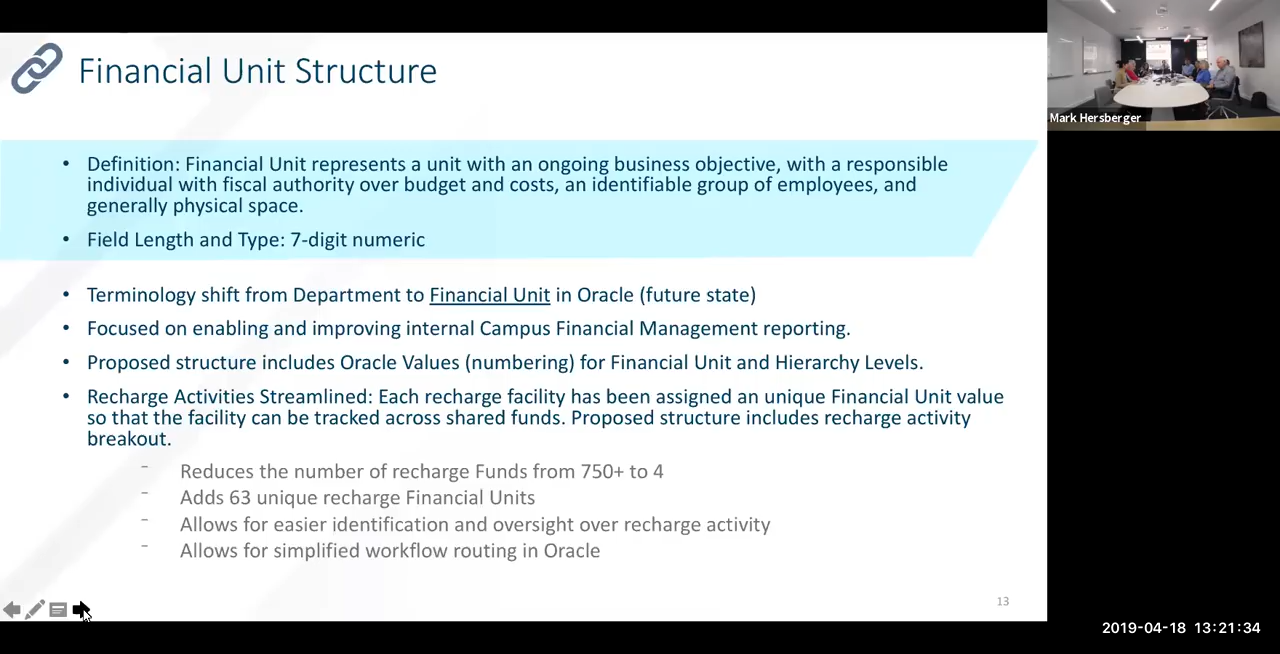 Financial Unit Structure
Mark Hersberger
• Definition: Financial Unit represents a unit with an ongoing business objective, with a responsible
individual with fiscal authority over budget and costs, an identifiable group of employees, and
generally physical space.
• Field Length and Type: 7-digit numeric
• Terminology shift from Department to Financial Unit in Oracle (future state)
• Focused on enabling and improving internal Campus Financial Management reporting.
• Proposed structure includes Oracle Values (numbering) for Financial Unit and Hierarchy Levels.
• Recharge Activities Streamlined: Each recharge facility has been assigned an unique Financial Unit value
so that the facility can be tracked across shared funds. Proposed structure includes recharge activity
breakout.
- Reduces the number of recharge Funds from 750+ to 4
- Adds 63 unique recharge Financial Units
- Allows for easier identification and oversight over recharge activity
- Allows for simplified workflow routing in Oracle
13
2019-04-18 13:21:34